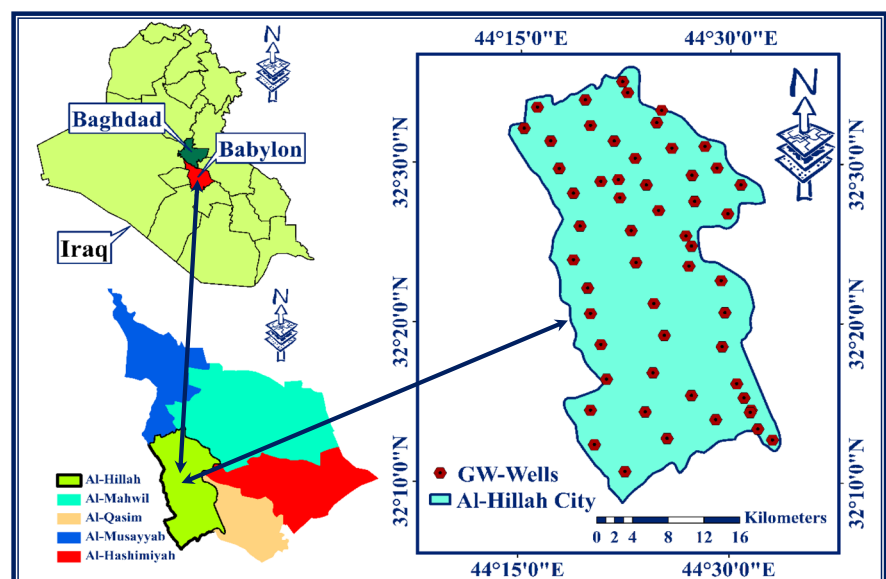 N
Baghdad
Babylon
Iraq
N
Al-Hillah
Al-Mahwil
Al-Qasim
Al-Musayyab
Al-Hashimiyah
44°15'0"E 44°30'0"E
N
32°30'0"N 32°30'0"N
32°20'0"N 32°20'0"N
32°10'0"N 32°10'0"N
GW-Wells
Al-Hillah City
Kilometers
0 2 4 8 12 16
44°15'0"E 44°30'0"E